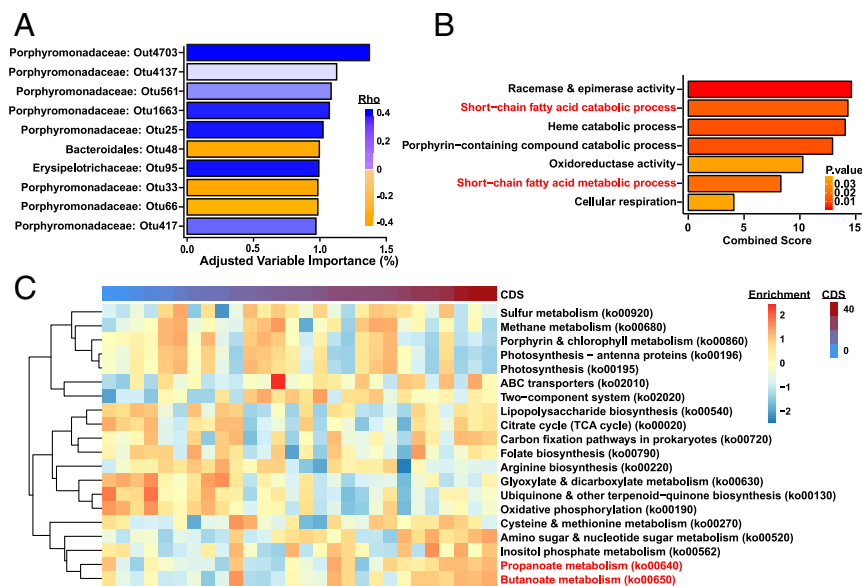 A
Porphyromonadaceae: Out4703
Porphyromonadaceae: Otu4137
Porphyromonadaceae: Otu561
Porphyromonadaceae: Otu1663
Porphyromonadaceae: Otu25
Bacteroidales: Otu48
Erysipelotrichaceae: Otu95
Porphyromonadaceae: Otu33
Porphyromonadaceae: Otu66
Porphyromonadaceae: Otu417
Rho
0.4
0
-0.4
0.0 0.5 1.0 1.5
Adjusted Variable Importance (%)
B
Racemase & epimerase activity
Short-chain fatty acid catabolic process
Heme catabolic process
Porphyrin-containing compound catabolic process
Oxidoreductase activity
Short-chain fatty acid metabolic process
Cellular respiration
P.value
0.03
0.02
0.01
0 5 10 15
Combined Score
C
CDS
Sulfur metabolism (ko00920)
Methane metabolism (ko00680)
Porphyrin & chlorophyll metabolism (ko00860)
Photosynthesis − antenna proteins (ko00196)
Photosynthesis (ko00195)
ABC transporters (ko02010)
Two−component system (ko02020)
Lipopolysaccharide biosynthesis (ko00540)
Citrate cycle (TCA cycle) (ko00020)
Carbon fixation pathways in prokaryotes (ko00720)
Folate biosynthesis (ko00790)
Arginine biosynthesis (ko00220)
Glyoxylate & dicarboxylate metabolism (ko00630)
Ubiquinone & other terpenoid−quinone biosynthesis (ko00130)
Oxidative phosphorylation (ko00190)
Cysteine & methionine metabolism (ko00270)
Amino sugar & nucleotide sugar metabolism (ko00520)
Inositol phosphate metabolism (ko00562)
Propanoate metabolism (ko00640)
Butanoate metabolism (ko00650)
Enrichment
2
1
0
−1
−2
CDS
40
0